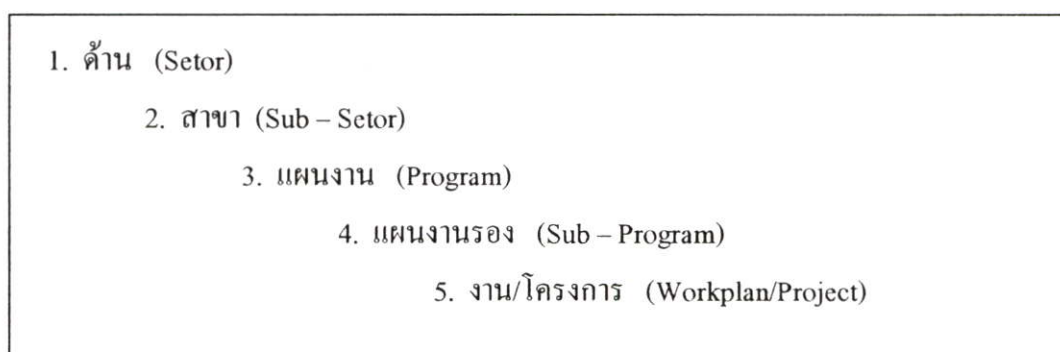 1. ด้าน (Setor)
2. สาขา (Sub – Setor)
3. แผนงาน (Program)
4. แผนงานรอง (Sub – Program)
5. งาน/โครงการ (Workplan/Project)